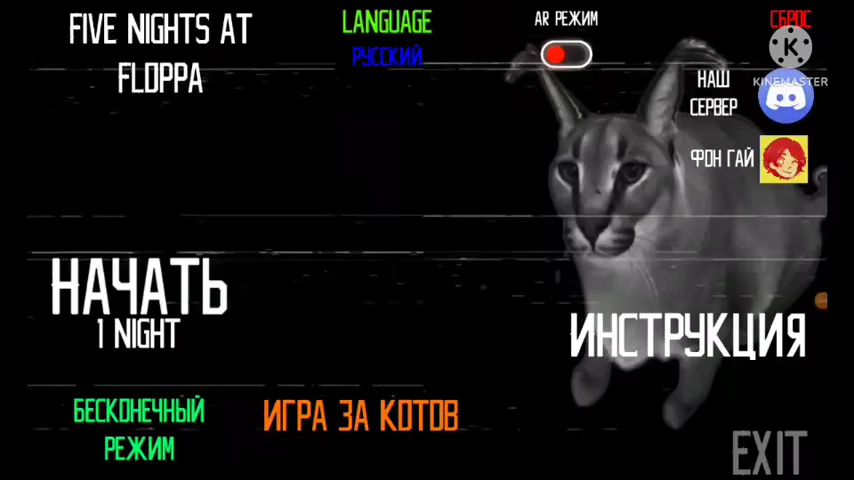 FIVE NIGHTS AT
FLOPPA
LANGUAGE
РУССКИЙ
AR РЕЖИМ
СБРОС
K
KINEMASTER
НАШ
СЕРВЕР
ФОН ГАЙ
НАЧАТЬ
1 NIGHT
ИНСТРУКЦИЯ
БЕСКОНЕЧНЫЙ
РЕЖИМ
ИГРА ЗА КОТОВ
EXIT